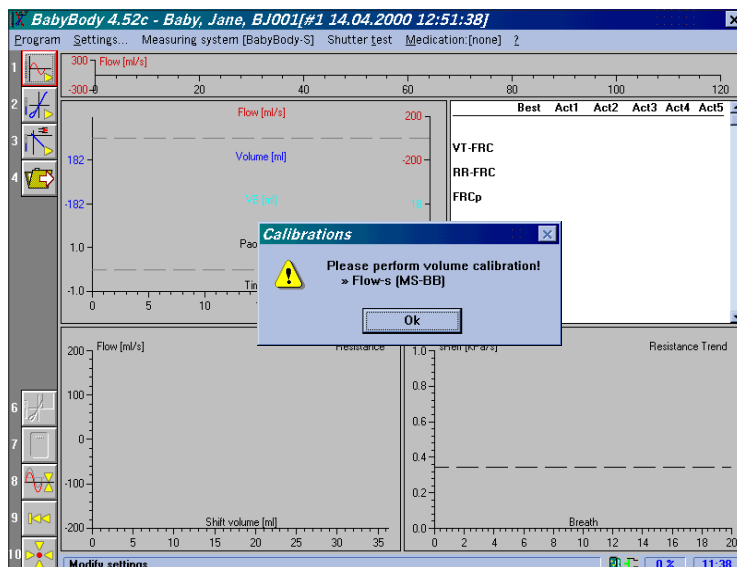 BabyBody 4.52c - Baby, Jane, BJ001[#1 14.04.2000 12:51:38]
Program Settings... Measuring system [BabyBody-S] Shutter test Medication:[none] ?
1
300 Flow [ml/s]
-300
0 20 40 60 80 100 120
2
3
4
Flow [ml/s] 200
182 Volume [ml] -200
-182
1.0
-1.0
0 5 10
Best Act1 Act2 Act3 Act4 Act5
VT-FRC
RR-FRC
FRCp
Calibrations
Please perform volume calibration!
» Flow-s (MS-BB)
Ok
200 Flow [ml/s] Resistance
100
0
-100
-200
Shift volume [ml]
0 5 10 15 20 25 30 35
1.0 Resistance Trend
0.8
0.6
0.4
0.2
0.0 Breath
0 2 4 6 8 10 12 14 16 18 20
6
7
8
9
10
Modify settings
0 % 11:38